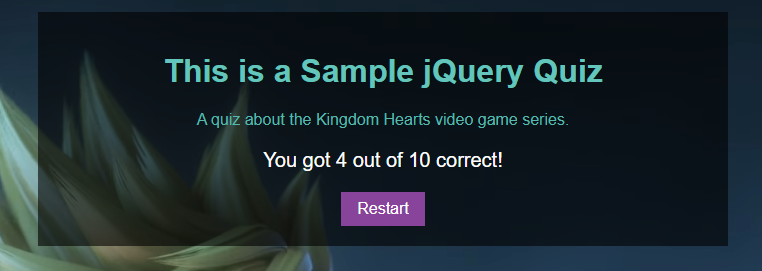 This is a Sample jQuery Quiz
A quiz about the Kingdom Hearts video game series.
You got 4 out of 10 correct!
Restart